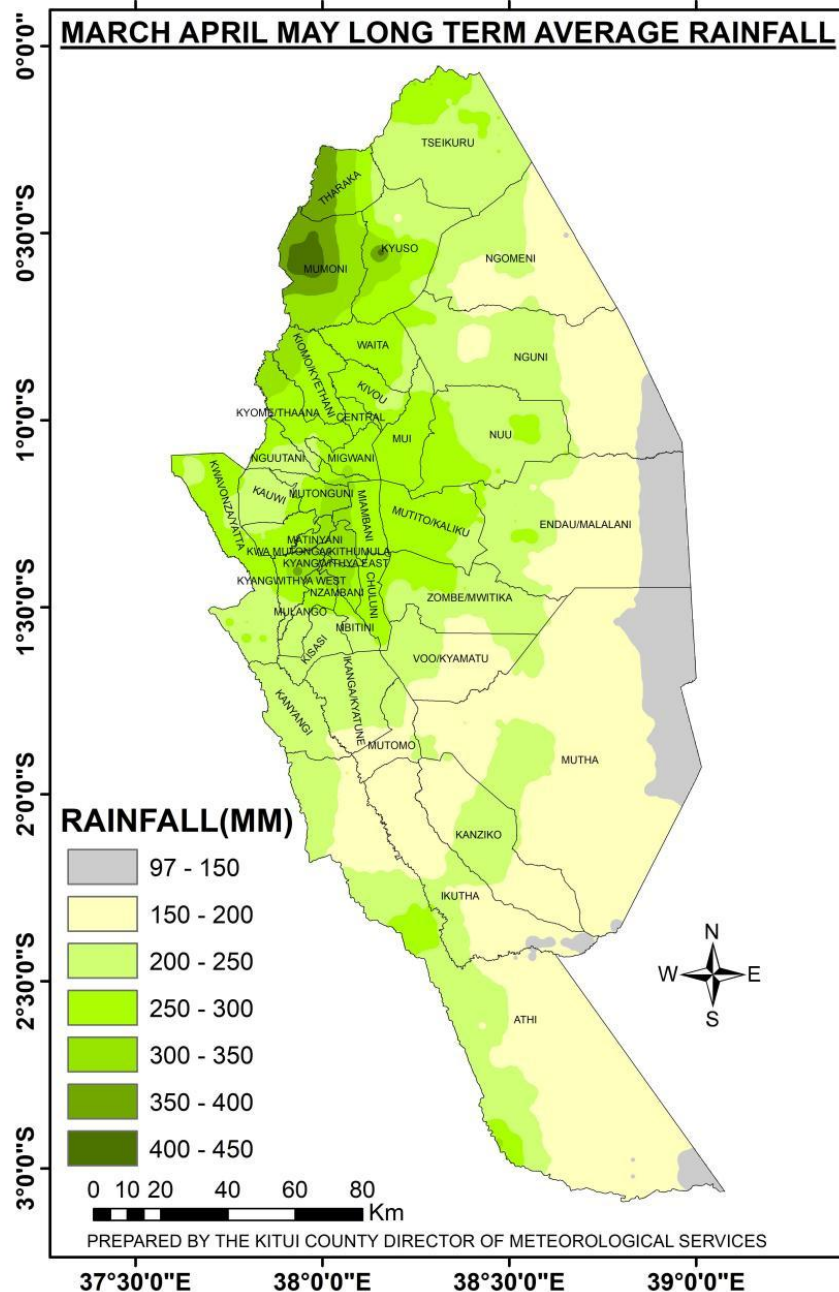 MARCH APRIL MAY LONG TERM AVERAGE RAINFALL
0°0'0"
0°30'0"S
1°0'0"S
1°30'0"S
2°0'0"S
2°30'0"S
3°0'0"S
TSEIKURU
THARAKA
KYUSO
NGOMENI
MUMONI
WAITA
NGUNI
KIOMO/KYETHANI
KIVOU
KYOME/THAANA
CENTRAL
MUI
NUU
NGUUTANI
MIGWANI
KWAVONZA/YATTA
KAUWI
MUTONGUNI
MIAMBANI
MUTITO/KALIKU
ENDAU/MALALANI
MATINYANI
KWA MUTONGA/KITHUMULA
KYANGWITHYA EAST
KYANGWITHYA WEST
CHULUNI
NZAMBANI
ZOMBE/MWITIKA
MULANGO
MBITINI
KISASI
VOO/KYAMATU
KANYANGI
IKANGA/KYATUNE
MUTOMO
MUTHA
KANZIKO
IKUTHA
ATHI
RAINFALL(MM)
97 - 150
150 - 200
200 - 250
250 - 300
300 - 350
350 - 400
400 - 450
N
W E
S
0 10 20 40 60 80
Km
PREPARED BY THE KITUI COUNTY DIRECTOR OF METEOROLOGICAL SERVICES
37°30'0"E 38°0'0"E 38°30'0"E 39°0'0"E